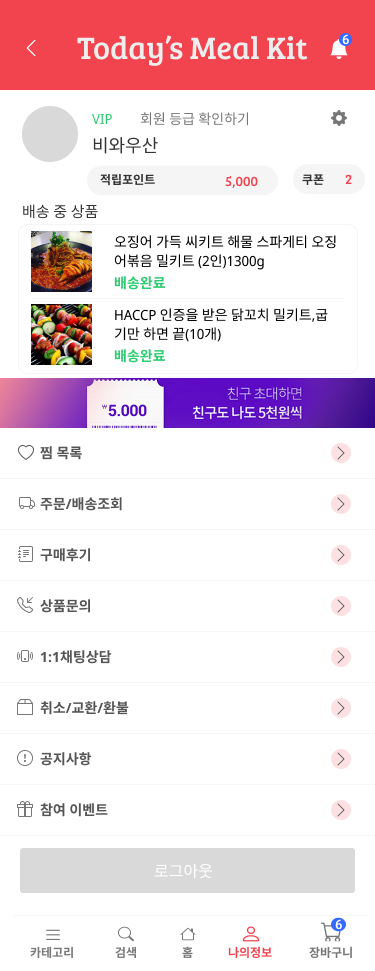 Today's Meal Kit
6
VIP 회원 등급 확인하기
비와우산
적립포인트 5,000 쿠폰 2
배송 중 상품
오징어 가득 씨키트 해물 스파게티 오징
어볶음 밀키트 (2인)1300g
배송완료
HACCP 인증을 받은 닭꼬치 밀키트,굽
기만 하면 끝(10개)
배송완료
친구 초대하면
₩5.000
친구도 나도 5천원씩
찜 목록
주문/배송조회
구매후기
상품문의
1:1채팅상담
취소/교환/환불
공지사항
참여 이벤트
로그아웃
6
카테고리 검색 홈 나의정보 장바구니